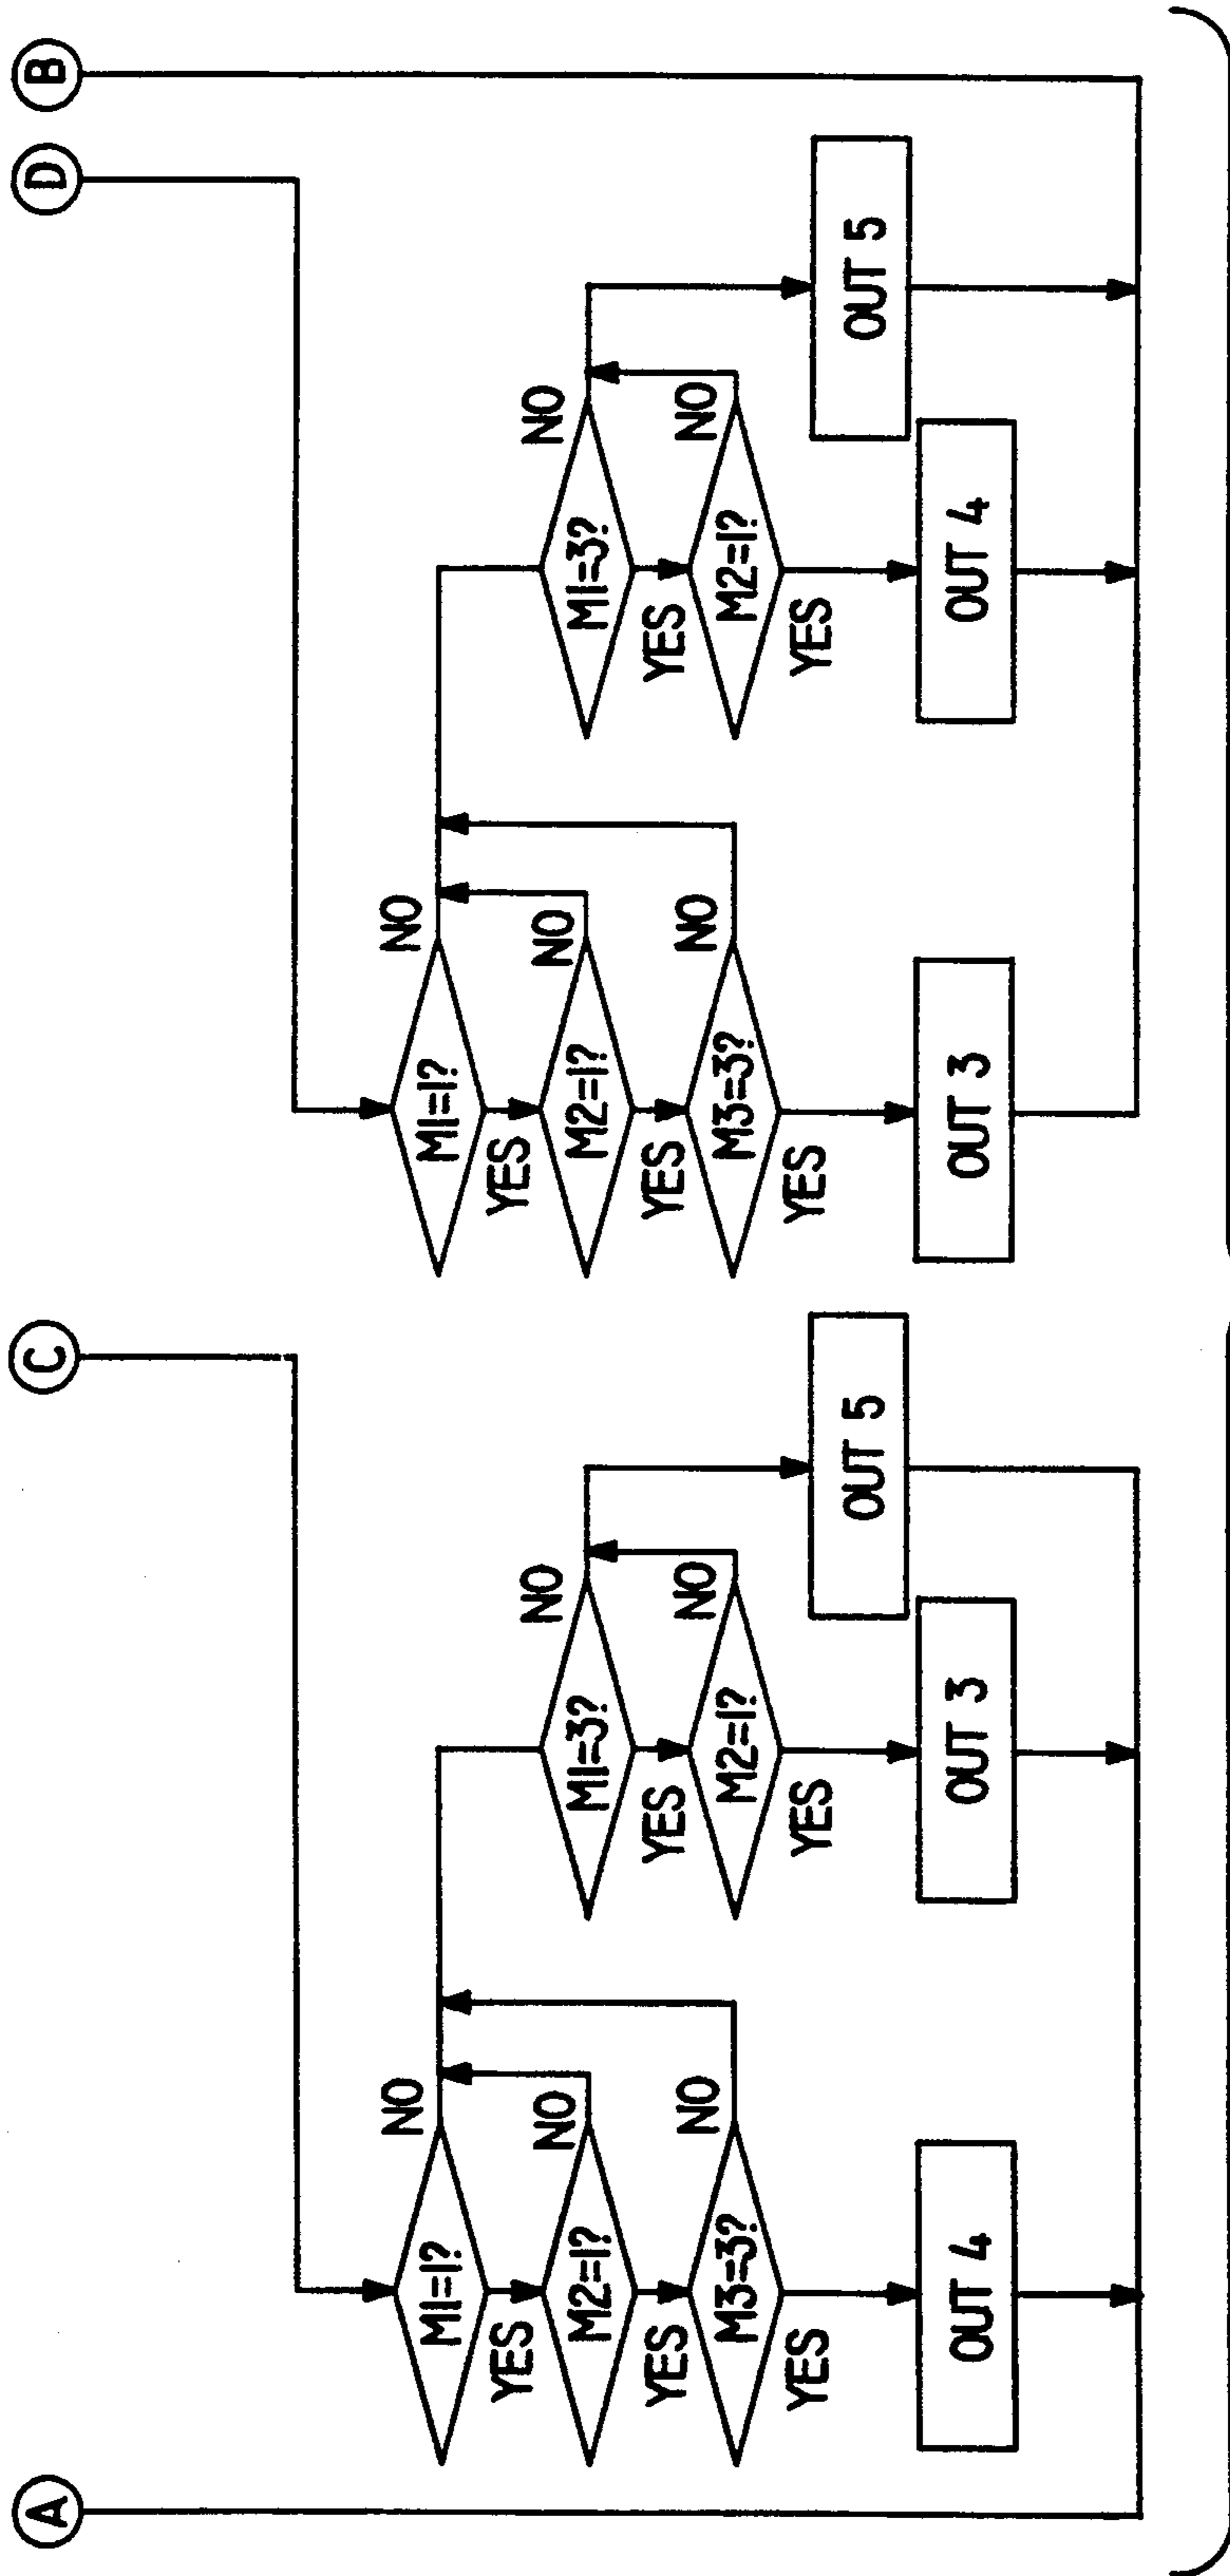 A
C
D
B
M1=1?
NO
YES
M2=1?
NO
YES
M3=3?
NO
YES
OUT 4
M1=3?
NO
YES
M2=1?
NO
YES
OUT 3
OUT 5
M1=1?
NO
YES
M2=1?
NO
YES
M3=3?
NO
YES
OUT 3
M1=3?
NO
YES
M2=1?
NO
YES
OUT 4
OUT 5